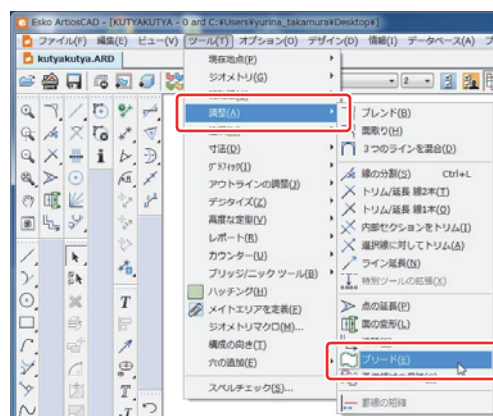 Esko ArtiosCAD - [KUTYAKUTYA - 0 ard C:¥Users¥yurina_takamura¥Desktop¥]
ファイル(F) 編集(E) ビュー(V) ツール(T) オプション(O) デザイン(D) 情報(I) データベース(A)
kutyakutya.ARD
2
現在地点(P)
ジオメトリ(G)
調整(A)
寸法(D)
ｸﾞﾗﾌｨｯｸ(I)
アウトラインの調整(J)
デジタイズ(Z)
高度な定型(V)
レポート(R)
カウンター(U)
ブリッジ/ニック ツール(B)
ハッチング(H)
メイトエリアを定義(F)
ジオメトリマクロ(M)...
構成の向き(T)
穴の追加(E)
スペルチェック(S)...
ブレンド(B)
面取り(H)
3つのラインを混合(D)
線の分割(S) Ctrl+L
トリム/延長 線2本(T)
トリム/延長 線1本(O)
内部セクションをトリム(I)
選択線に対してトリム(A)
ライン延長(N)
特別ツールの拡張(X)
点の延長(P)
面の変形(L)
ブリード(E)
罫線の短縮